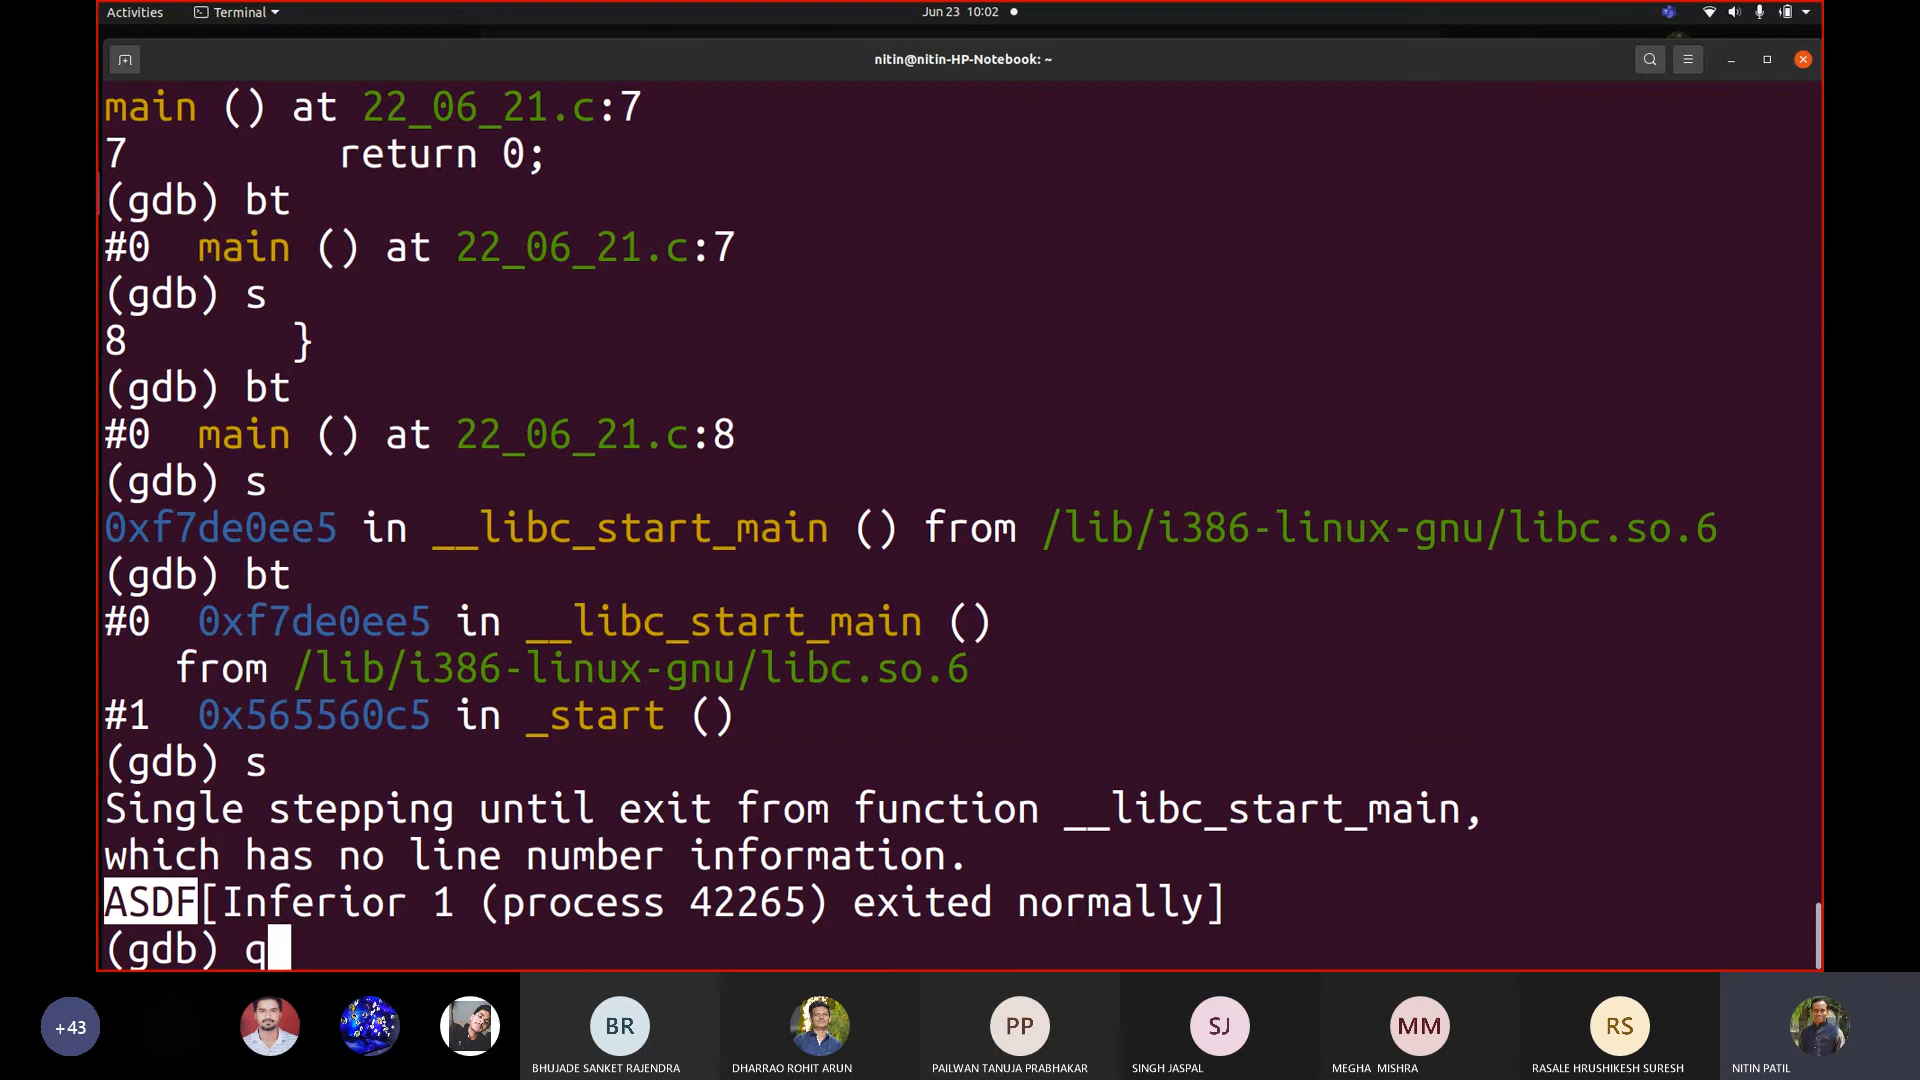 Activities
Terminal
Jun 23 10:02
nitin@nitin-HP-Notebook: ~
main () at 22_06_21.c:7
7 return 0;
(gdb) bt
#0 main () at 22_06_21.c:7
(gdb) s
8 }
(gdb) bt
#0 main () at 22_06_21.c:8
(gdb) s
0xf7de0ee5 in __libc_start_main () from /lib/i386-linux-gnu/libc.so.6
(gdb) bt
#0 0xf7de0ee5 in __libc_start_main ()
from /lib/i386-linux-gnu/libc.so.6
#1 0x565560c5 in _start ()
(gdb) s
Single stepping until exit from function __libc_start_main,
which has no line number information.
ASDF[Inferior 1 (process 42265) exited normally]
(gdb) q
+43
BR
PP
SJ
MM
RS
BHUJADE SANKET RAJENDRA
DHARRAO ROHIT ARUN
PAILWAN TANUJA PRABHAKAR
SINGH JASPAL
MEGHA MISHRA
RASALE HRUSHIKESH SURESH
NITIN PATIL